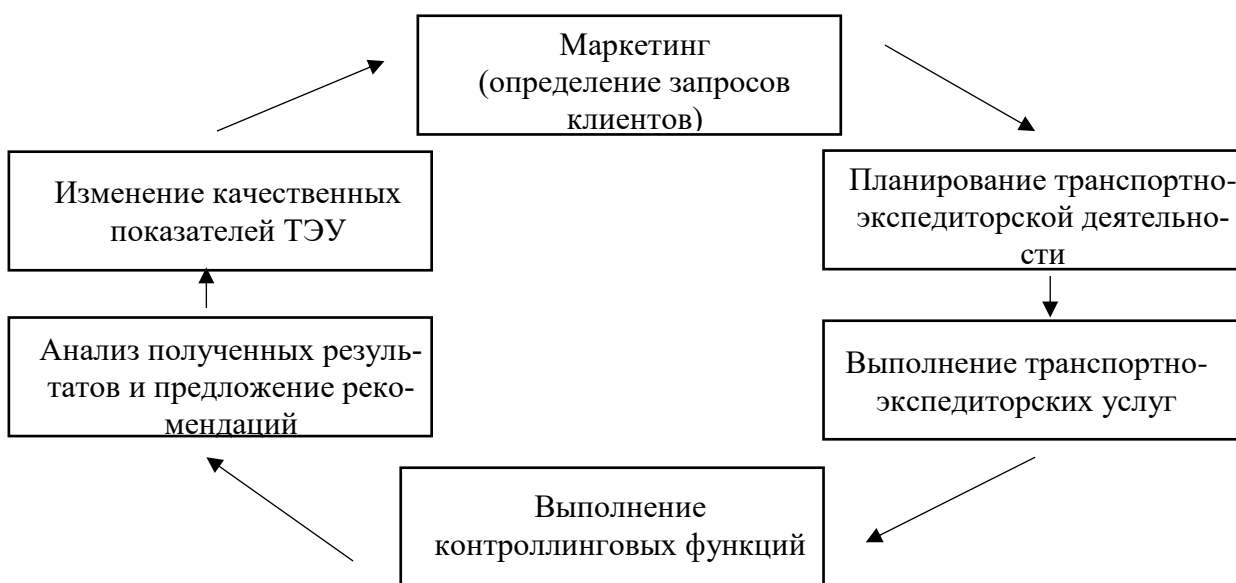 Маркетинг
(определение запросов
клиентов)
Изменение качественных
показателей ТЭУ
Планирование транспортно-
экспедиторской деятельно-
сти
Анализ полученных резуль-
татов и предложение реко-
мендаций
Выполнение транспортно-
экспедиторских услуг
Выполнение
контроллинговых функций